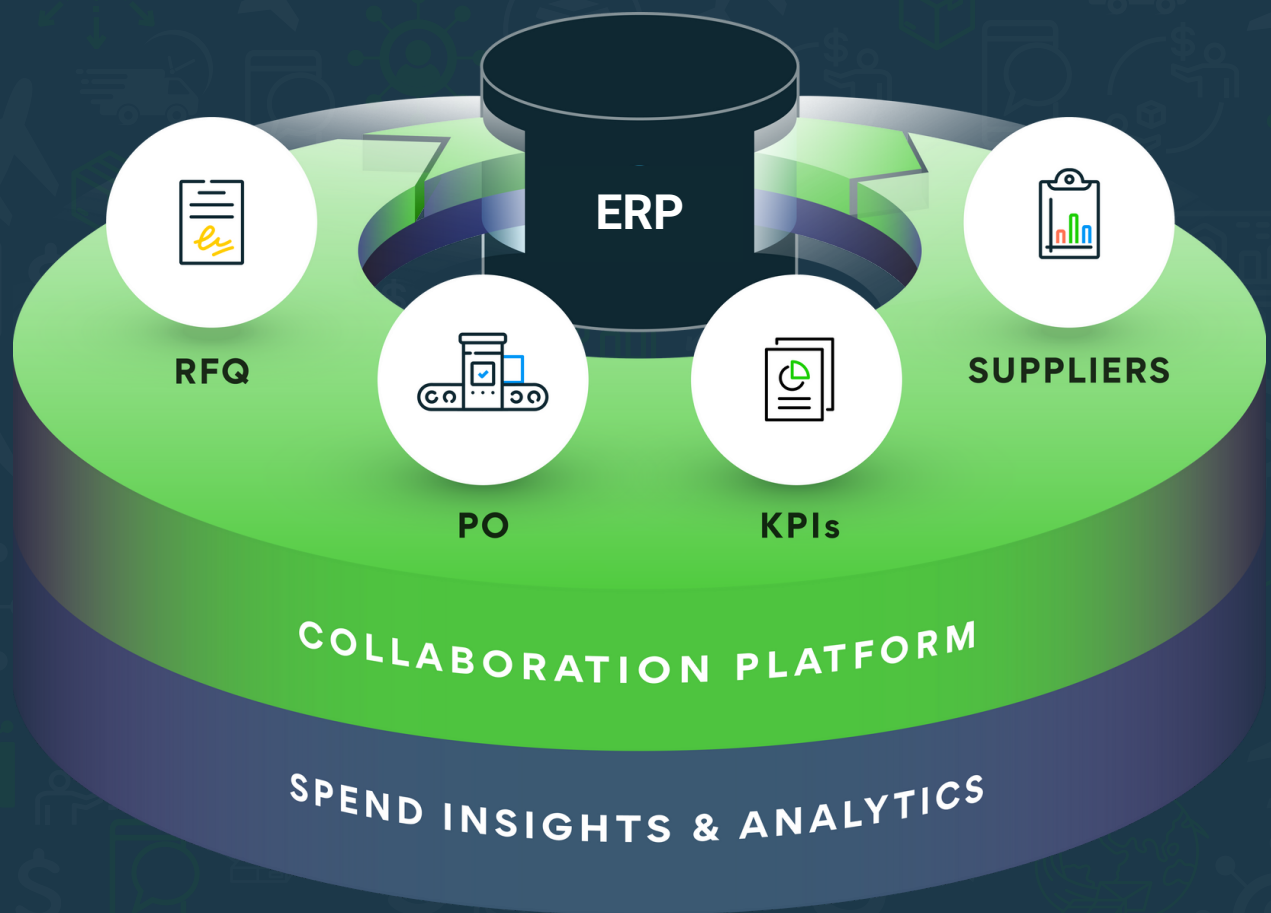 ERP
RFQ
SUPPLIERS
PO
KPIs
COLLABORATION PLATFORM
SPEND INSIGHTS & ANALYTICS